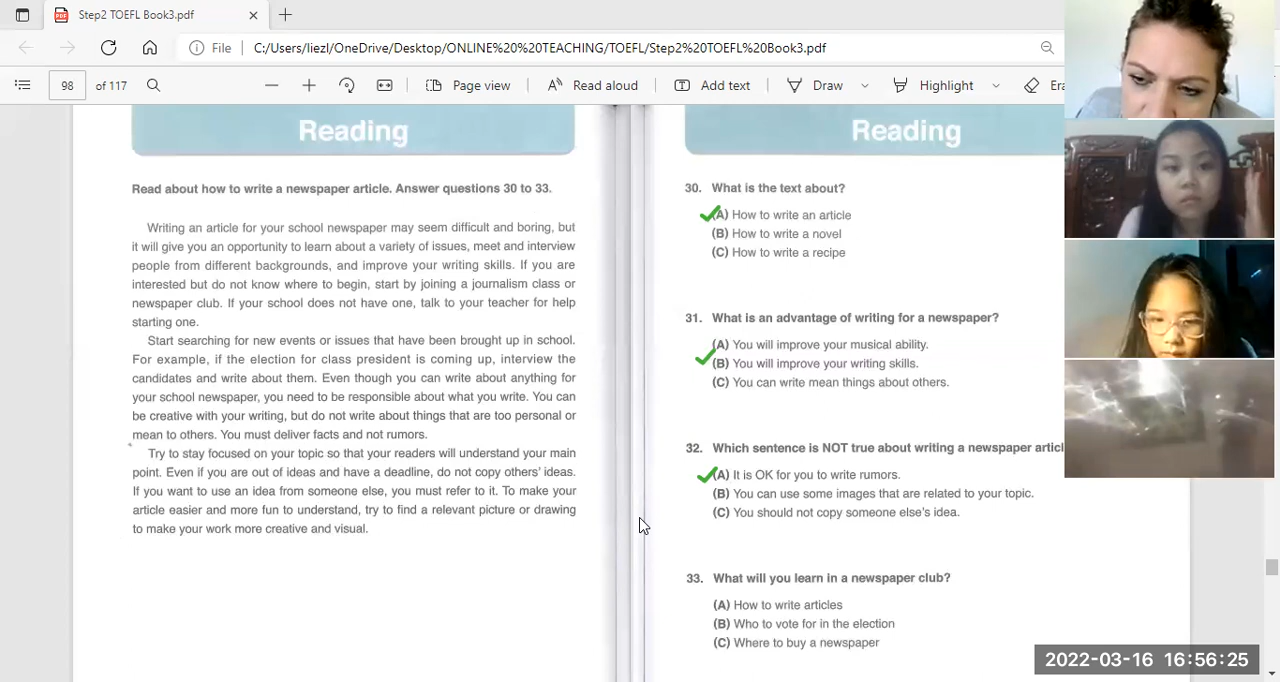 Step2 TOEFL Book3.pdf
File
C:/Users/liezl/OneDrive/Desktop/ONLINE%20%20TEACHING/TOEFL/Step2%20TOEFL%20Book3.pdf
98 of 117
Page view
Read aloud
Add text
Draw
Highlight
Era
Reading
Read about how to write a newspaper article. Answer questions 30 to 33.
Writing an article for your school newspaper may seem difficult and boring, but
it will give you an opportunity to learn about a variety of issues, meet and interview
people from different backgrounds, and improve your writing skills. If you are
interested but do not know where to begin, start by joining a journalism class or
newspaper club. If your school does not have one, talk to your teacher for help
starting one.
Start searching for new events or issues that have been brought up in school.
For example, if the election for class president is coming up, interview the
candidates and write about them. Even though you can write about anything for
your school newspaper, you need to be responsible about what you write. You can
be creative with your writing, but do not write about things that are too personal or
mean to others. You must deliver facts and not rumors.
Try to stay focused on your topic so that your readers will understand your main
point. Even if you are out of ideas and have a deadline, do not copy others' ideas.
If you want to use an idea from someone else, you must refer to it. To make your
article easier and more fun to understand, try to find a relevant picture or drawing
to make your work more creative and visual.
Reading
30. What is the text about?
(A) How to write an article
(B) How to write a novel
(C) How to write a recipe
31. What is an advantage of writing for a newspaper?
(A) You will improve your musical ability.
(B) You will improve your writing skills.
(C) You can write mean things about others.
32. Which sentence is NOT true about writing a newspaper articl
(A) It is OK for you to write rumors.
(B) You can use some images that are related to your topic.
(C) You should not copy someone else's idea.
33. What will you learn in a newspaper club?
(A) How to write articles
(B) Who to vote for in the election
(C) Where to buy a newspaper
2022-03-16 16:56:25